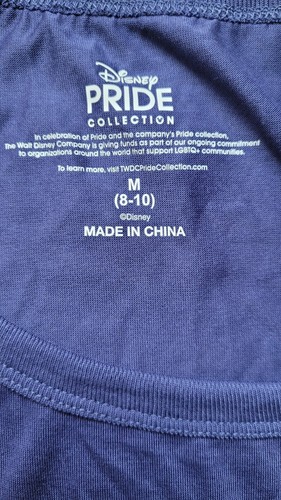 Disney
PRIDE
COLLECTION
In celebration of Pride and the company's Pride collection,
The Walt Disney Company is giving funds as part of our ongoing commitment
to organizations around the world that support LGBTQ+ communities.
To learn more, visit TWDCPrideCollection.com
M
(8-10)
©Disney
MADE IN CHINA